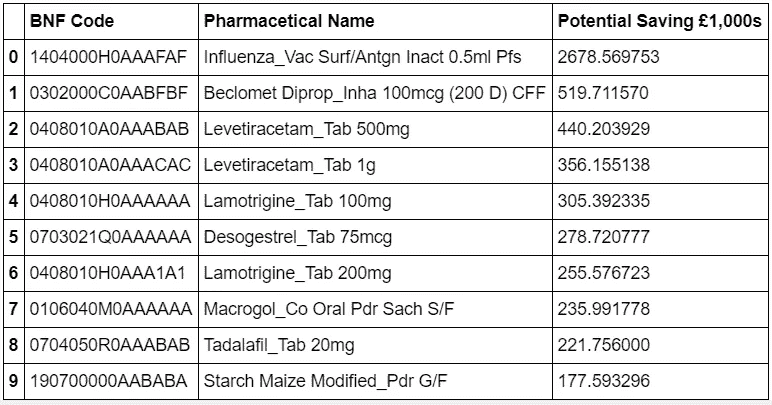 BNF Code Pharmacetical Name Potential Saving £1,000s
0 1404000H0AAAFAF Influenza_Vac Surf/Antgn Inact 0.5ml Pfs 2678.569753
1 0302000C0AABFBF Beclomet Diprop_Inha 100mcg (200 D) CFF 519.711570
2 0408010A0AAABAB Levetiracetam_Tab 500mg 440.203929
3 0408010A0AAACAC Levetiracetam_Tab 1g 356.155138
4 0408010H0AAAAAA Lamotrigine_Tab 100mg 305.392335
5 0703021Q0AAAAAA Desogestrel_Tab 75mcg 278.720777
6 0408010H0AAA1A1 Lamotrigine_Tab 200mg 255.576723
7 0106040M0AAAAAA Macrogol_Co Oral Pdr Sach S/F 235.991778
8 0704050R0AAABAB Tadalafil_Tab 20mg 221.756000
9 190700000AABABA Starch Maize Modified_Pdr G/F 177.593296